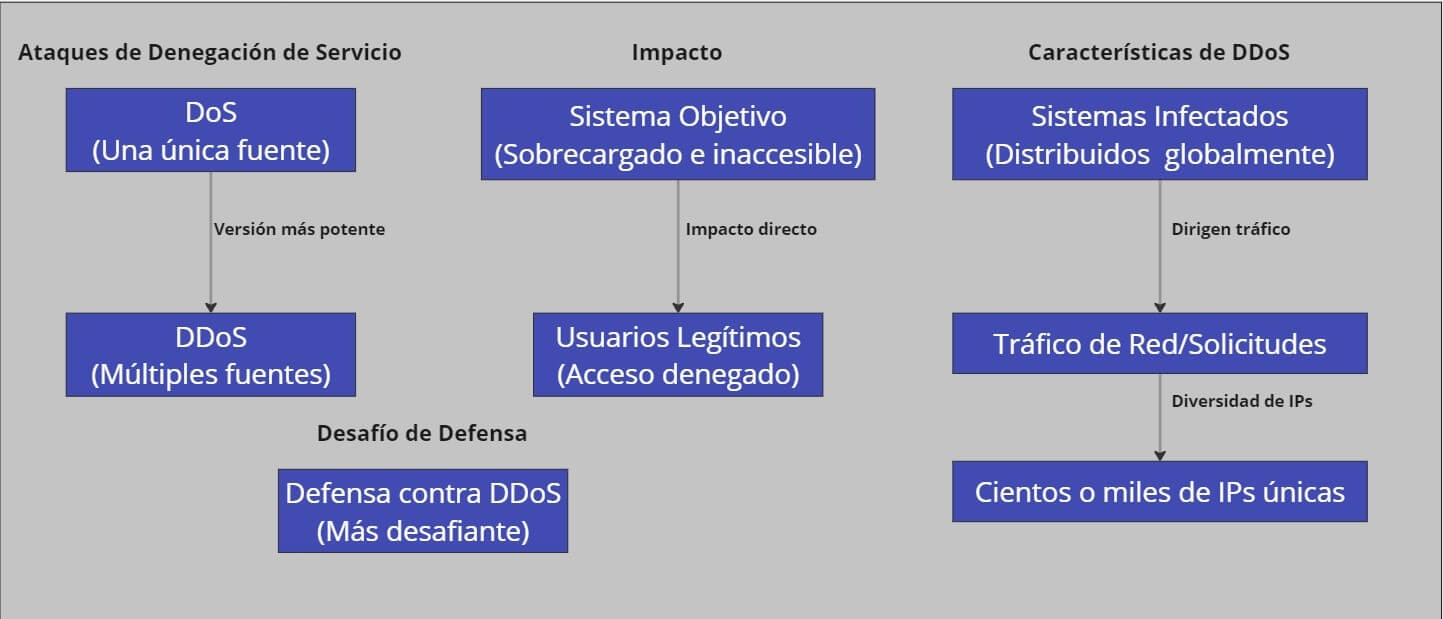 Ataques de Denegación de Servicio
DoS
(Una única fuente)
Versión más potente
DDoS
(Múltiples fuentes)
Impacto
Sistema Objetivo
(Sobrecargado e inaccesible)
Impacto directo
Usuarios Legítimos
(Acceso denegado)
Desafío de Defensa
Defensa contra DDoS
(Más desafiante)
Características de DDoS
Sistemas Infectados
(Distribuidos  globalmente)
Dirigen tráfico
Tráfico de Red/Solicitudes
Diversidad de IPs
Cientos o miles de IPs únicas